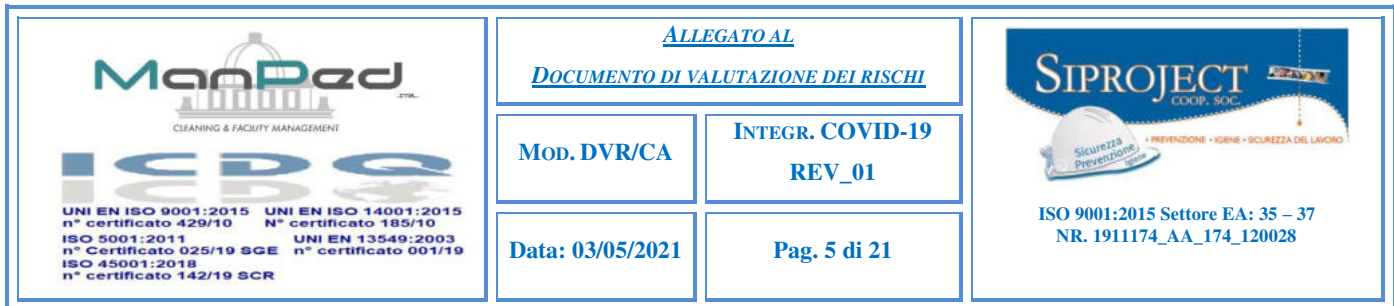 ManPed
CLEANING & FACILITY MANAGEMENT
ICDQ
UNI EN ISO 9001:2015 UNI EN ISO 14001:2015
n° certificato 429/10 N° certificato 185/10
ISO 5001:2011 UNI EN 13549:2003
n° Certificato 025/19 SGE n° certificato 001/19
ISO 45001:2018
n° certificato 142/19 SCR
ALLEGATO AL
DOCUMENTO DI VALUTAZIONE DEI RISCHI
MOD. DVR/CA
INTEGR. COVID-19
REV_01
Data: 03/05/2021
Pag. 5 di 21
SIPROJECT
COOP. SOC.
Sicurezza
Prevenzione
Igiene
• PREVENZIONE • IGIENE • SICUREZZA DEL LAVORO
ISO 9001:2015 Settore EA: 35 – 37
NR. 1911174_AA_174_120028